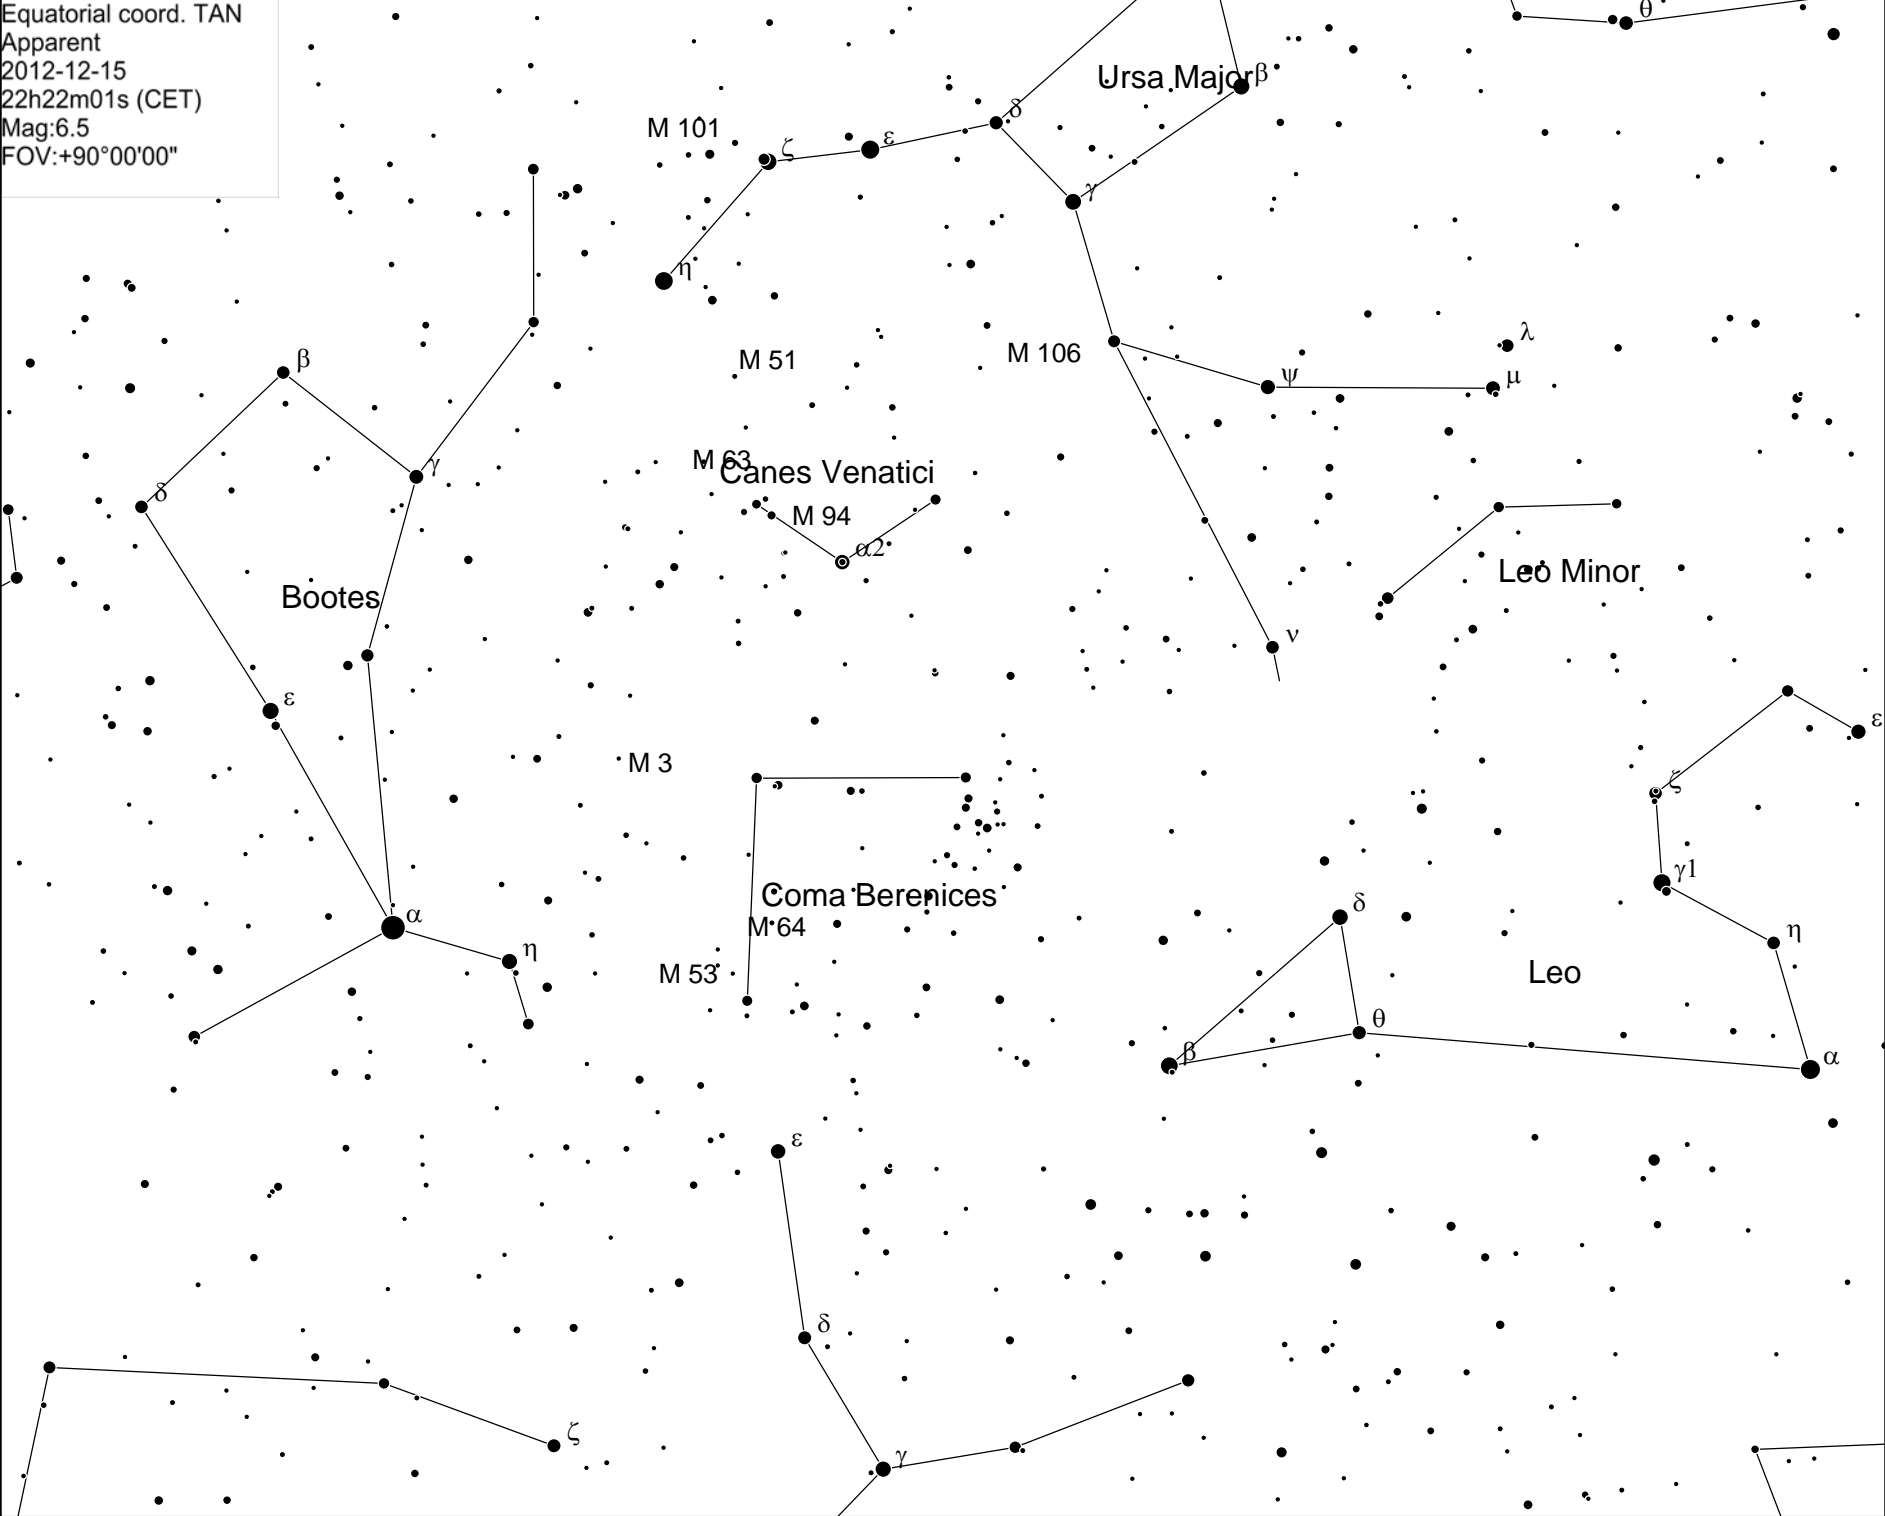 Equatorial coord. TAN
Apparent
2012-12-15
22h22m01s (CET)
Mag:6.5
FOV:+90°00'00"
θ
Ursa Major β
δ
M 101
ζ
ε
γ
η
λ
M 51
M 106
β
ψ
μ
M 63
γ
Canes Venatici
δ
M 94
α2
Leo Minor
Bootes
ν
ε
ε
M 3
ζ
γ1
Coma Berenices
δ
α
M 64
η
η
M 53
Leo
θ
β
α
ε
δ
ζ
γ